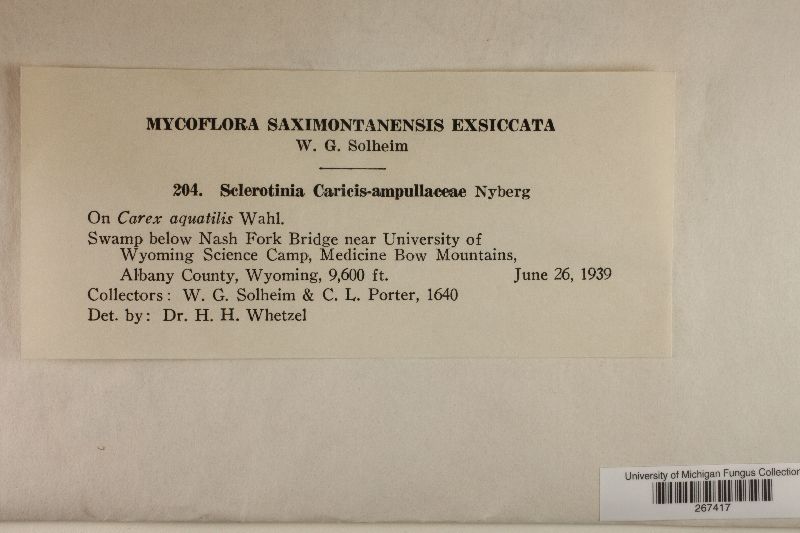 MYCOFLORA SAXIMONTANENSIS EXSICCATA
W. G. Solheim
204. Sclerotinia Caricis-ampullaceae Nyberg
On Carex aquatilis Wahl.
Swamp below Nash Fork Bridge near University of
Wyoming Science Camp, Medicine Bow Mountains,
Albany County, Wyoming, 9,600 ft. June 26, 1939
Collectors: W. G. Solheim & C. L. Porter, 1640
Det. by: Dr. H. H. Whetzel
University of Michigan Fungus Collection
267417